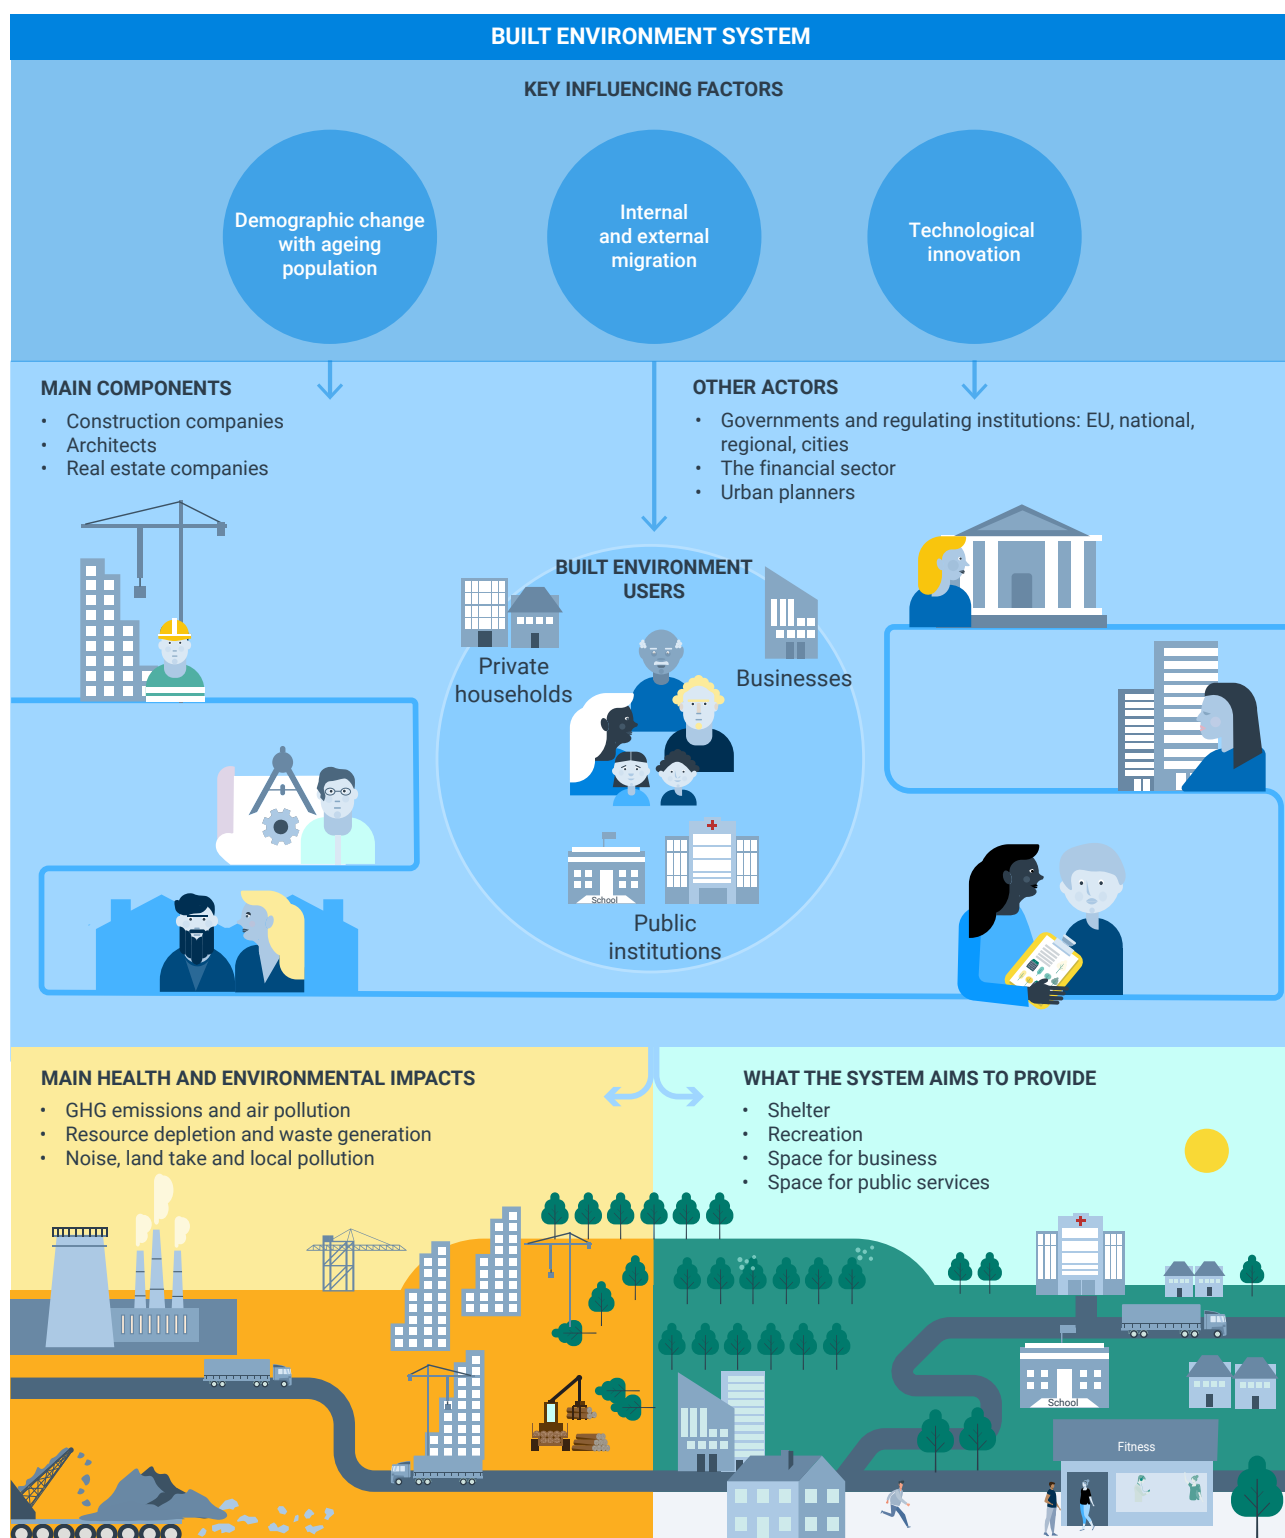 BUILT ENVIRONMENT SYSTEM
KEY INFLUENCING FACTORS
Demographic change
with ageing
population
Internal
and external
migration
Technological
innovation
MAIN COMPONENTS
• Construction companies
• Architects
• Real estate companies
OTHER ACTORS
• Governments and regulating institutions: EU, national,
regional, cities
• The financial sector
• Urban planners
BUILT ENVIRONMENT
USERS
Private
households
Businesses
School
Public
institutions
MAIN HEALTH AND ENVIRONMENTAL IMPACTS
• GHG emissions and air pollution
• Resource depletion and waste generation
• Noise, land take and local pollution
WHAT THE SYSTEM AIMS TO PROVIDE
• Shelter
• Recreation
• Space for business
• Space for public services
School
Fitness